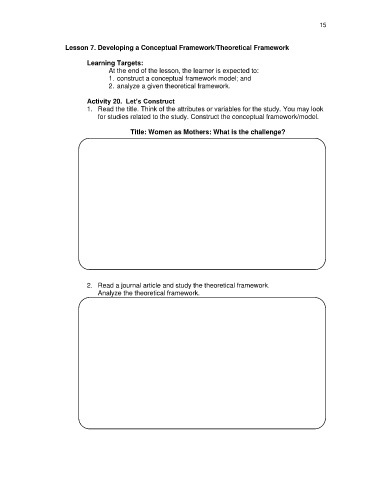 15
Lesson 7. Developing a Conceptual Framework/Theoretical Framework
Learning Targets:
At the end of the lesson, the learner is expected to:
1. construct a conceptual framework model; and
2. analyze a given theoretical framework.
Activity 20. Let's Construct
1. Read the title. Think of the attributes or variables for the study. You may look
for studies related to the study. Construct the conceptual framework/model.
Title: Women as Mothers: What is the challenge?
2. Read a journal article and study the theoretical framework.
Analyze the theoretical framework.